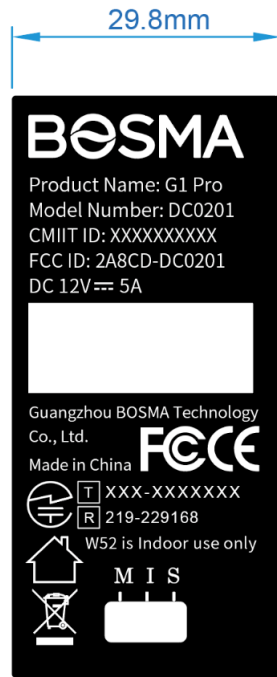 29.8mm
BOSMA
Product Name: G1 Pro
Model Number: DC0201
CMIIT ID: XXXXXXXXXX
FCC ID: 2A8CD-DC0201
DC 12V⎓ 5A
Guangzhou BOSMA Technology
Co., Ltd.
Made in China FC CE
T XXX-XXXXXXX
R 219-229168
W52 is Indoor use only
M I S